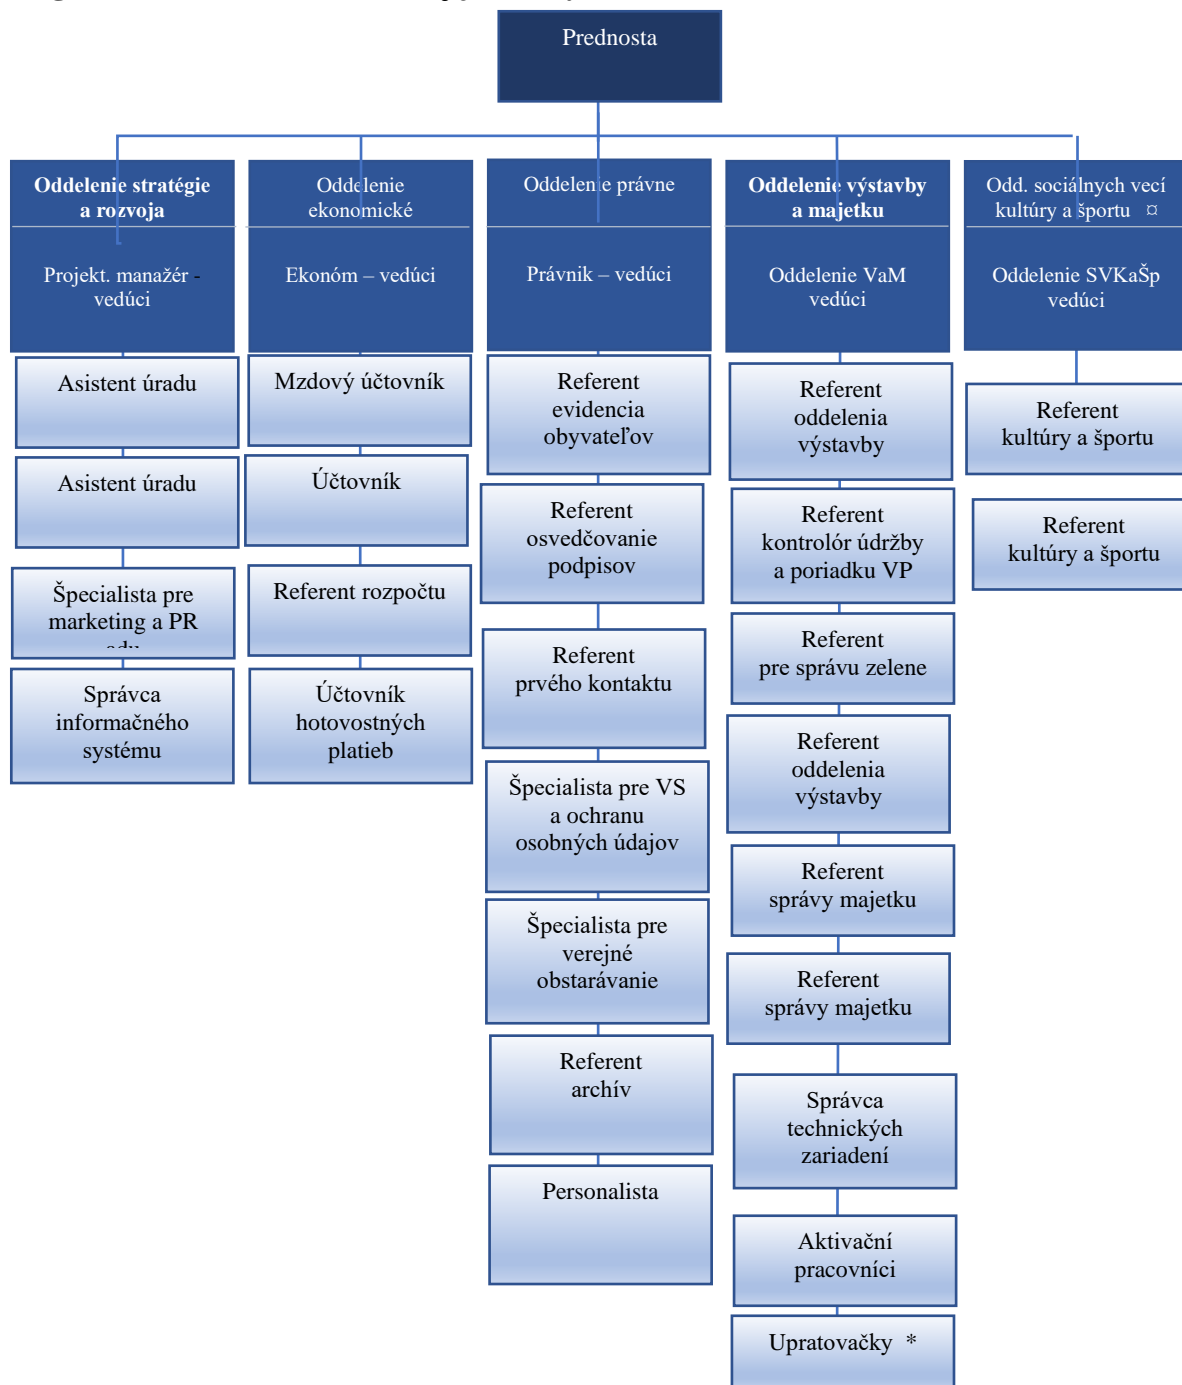 Prednosta
Oddelenie stratégie
a rozvoja
Projekt. manažér -
vedúci
Asistent úradu
Asistent úradu
Špecialista pre
marketing a PR
Správca
informačného
systému
Oddelenie
ekonomické
Ekonóm – vedúci
Mzdový účtovník
Účtovník
Referent rozpočtu
Účtovník
hotovostných
platieb
Oddelenie právne
Právnik – vedúci
Referent
evidencia
obyvateľov
Referent
osvedčovanie
podpisov
Referent
prvého kontaktu
Špecialista pre VS
a ochranu
osobných údajov
Špecialista pre
verejné
obstarávanie
Referent
archív
Personalista
Oddelenie výstavby
a majetku
Oddelenie VaM
vedúci
Referent
oddelenia
výstavby
Referent
kontrolór údržby
a poriadku VP
Referent
pre správu zelene
Referent
oddelenia
výstavby
Referent
správy majetku
Referent
správy majetku
Správca
technických
zariadení
Aktivační
pracovníci
Upratovačky *
Odd. sociálnych vecí
kultúry a športu ¤
Oddelenie SVKaŠp
vedúci
Referent
kultúry a športu
Referent
kultúry a športu